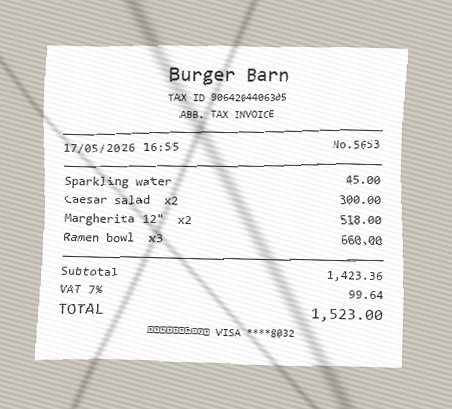 Burger Barn
TAX ID 9064204406305
ABB. TAX INVOICE
17/05/2026 16:55 No.5653
Sparkling water 45.00
Caesar salad x2 300.00
Margherita 12" x2 518.00
Ramen bowl x3 660.00
Subtotal 1,423.36
VAT 7% 99.64
TOTAL 1,523.00
VISA ****8032